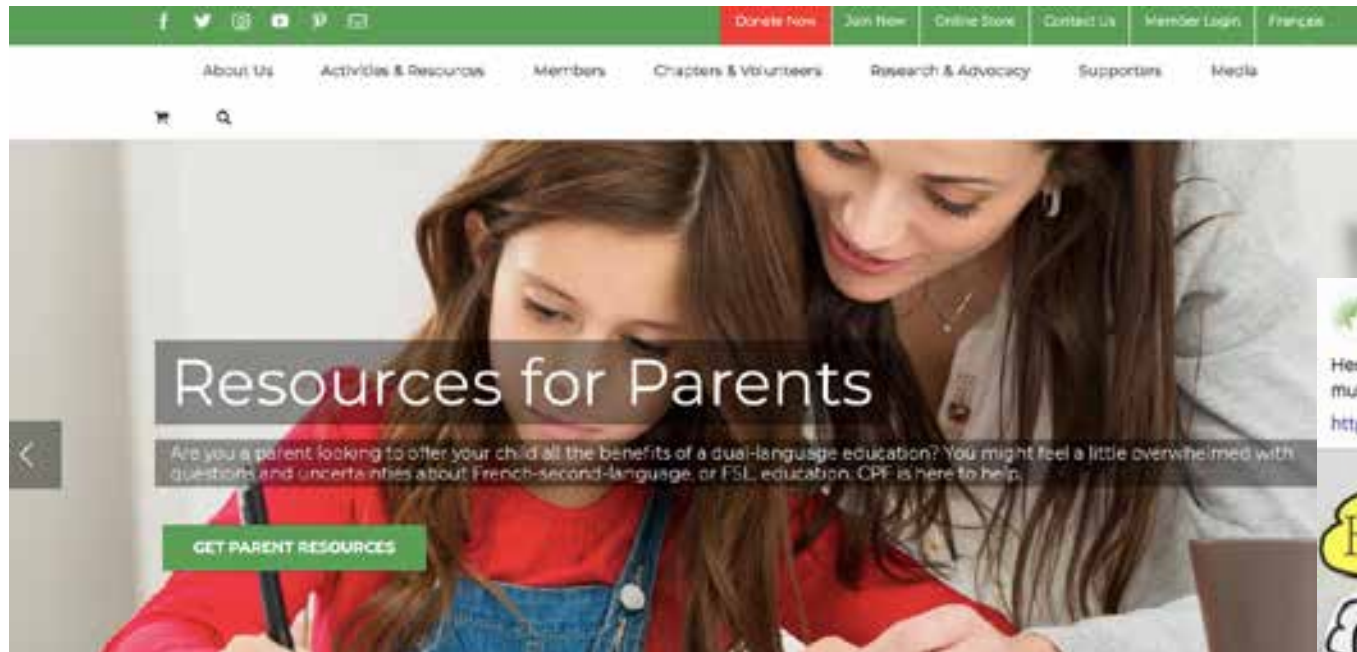 Donate Now
Join Now
Online Store
Contact Us
Member Login
Français
About Us
Activities & Resources
Members
Chapters & Volunteers
Research & Advocacy
Supporters
Media
Resources for Parents
Are you a parent looking to offer your child all the benefits of a dual-language education? You might feel a little overwhelmed with
questions and uncertainties about French-second-language, or FSL, education. CPF is here to help.
GET PARENT RESOURCES